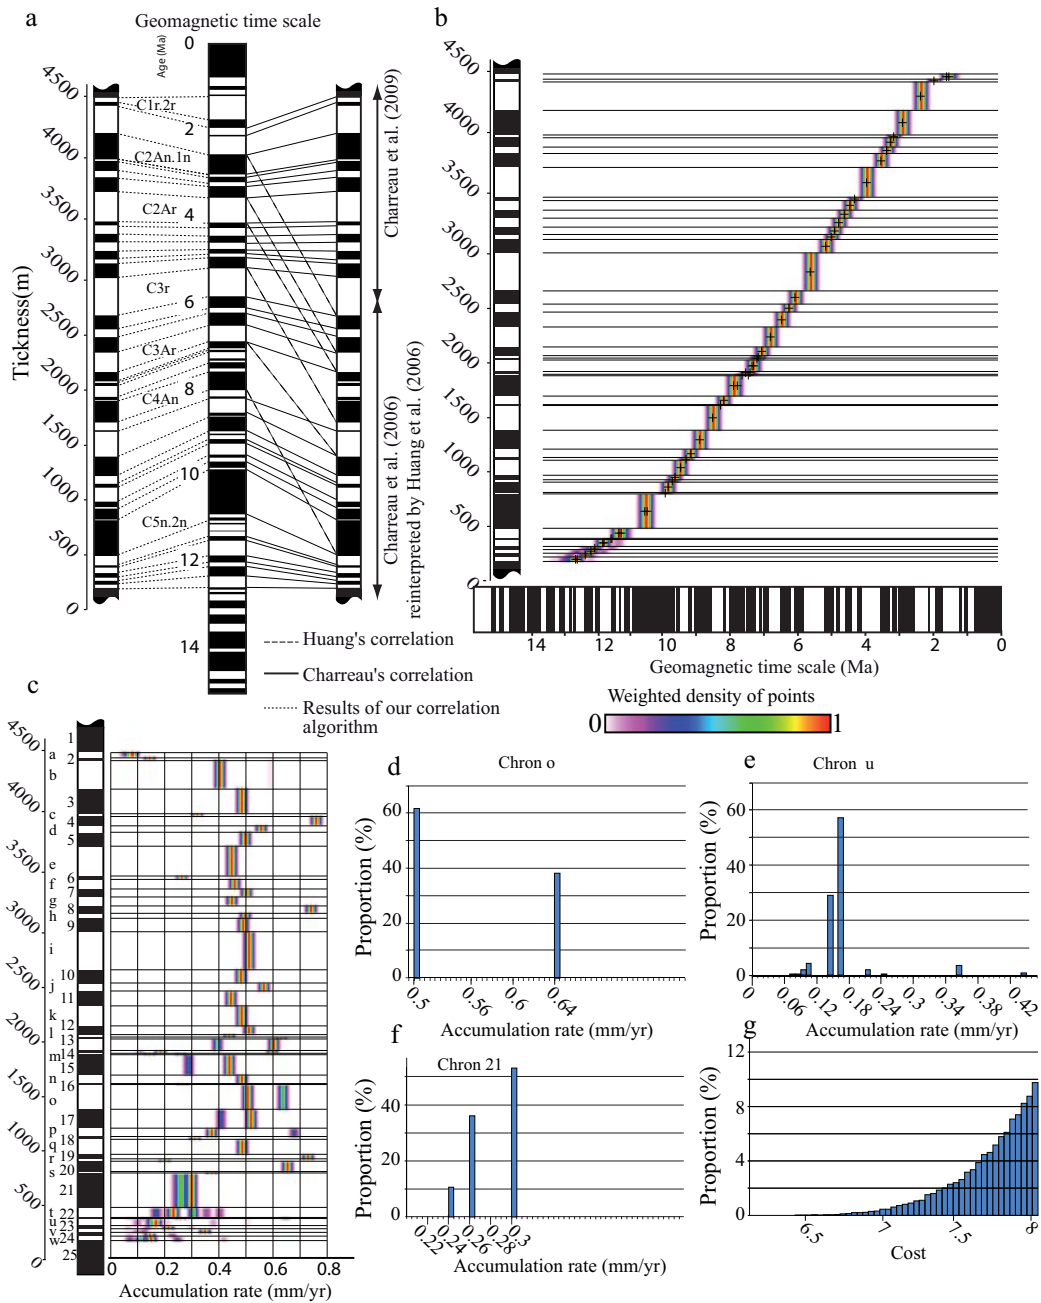 a
Geomagnetic time scale
Age (Ma)
0
2
4
6
8
10
12
14
C1r.2r
C2An.1n
C2Ar
C3r
C3Ar
C4An
C5n.2n
Tickness(m)
4500
4000
3500
3000
2500
2000
1500
1000
500
0
Charreau et al. (2009)
Charreau et al. (2006)
reinterpreted by Huang et al. (2006)
Huang's correlation
Charreau's correlation
Results of our correlation
algorithm
b
4500
4000
3500
3000
2500
2000
1500
1000
500
0
14 12 10 8 6 4 2 0
Geomagnetic time scale (Ma)
Weighted density of points
0 1
c
4500
4000
3500
3000
2500
2000
1500
1000
500
0
1
a
2
b
3
c
4
d
5
e
6
f
7
g
8
h
9
i
10
j
11
k
12
l
13
14
m
15
n
16
o
17
p
18
q
19
r
20
s
21
t 22
u
23
v
24
w
25
0 0.2 0.4 0.6 0.8
Accumulation rate (mm/yr)
d
Chron o
Proportion (%)
60
40
20
0
0.5 0.56 0.6 0.64
Accumulation rate (mm/yr)
e
Chron u
Proportion (%)
60
40
20
0
0 0.06 0.12 0.18 0.24 0.3 0.34 0.38 0.42
Accumulation rate (mm/yr)
f
Chron 21
Proportion (%)
40
20
0
0.22 0.24 0.26 0.28 0.3
Accumulation rate (mm/yr)
g
Proportion (%)
12
8
4
0
6.5 7 7.5 8
Cost